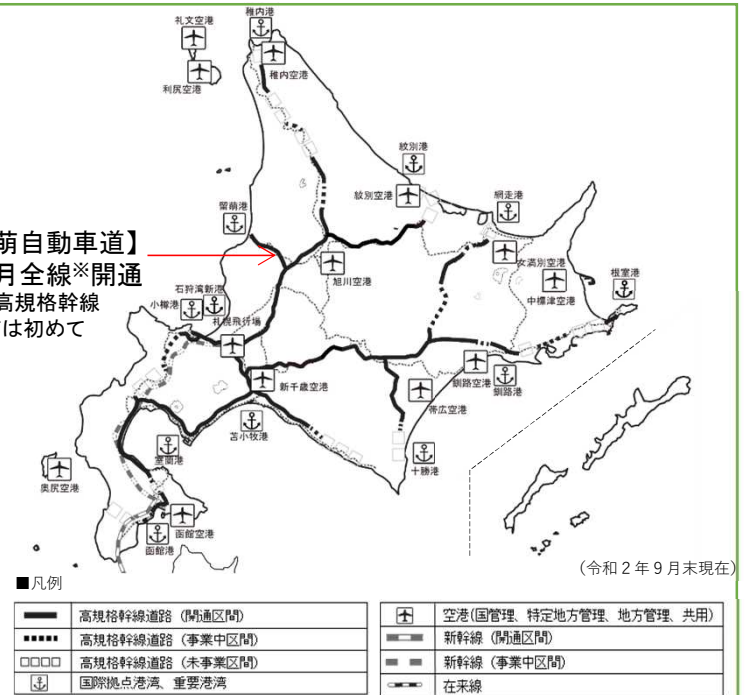 礼文空港
稚内港
利尻空港
稚内空港
紋別港
紋別空港
網走港
留萌港
萌自動車道】
月全線※開通
高規格幹線
は初めて
旭川空港
女満別空港
中標津空港
根室港
石狩湾新港
小樽港
札幌飛行場
新千歳空港
釧路空港
釧路港
帯広空港
苫小牧港
室蘭港
十勝港
奥尻空港
函館空港
函館港
(令和2年9月末現在)
■凡例
高規格幹線道路(開通区間)
高規格幹線道路(事業中区間)
高規格幹線道路(未事業区間)
国際拠点港湾、重要港湾
空港(国管理、特定地方管理、地方管理、共用)
新幹線(開通区間)
新幹線(事業中区間)
在来線